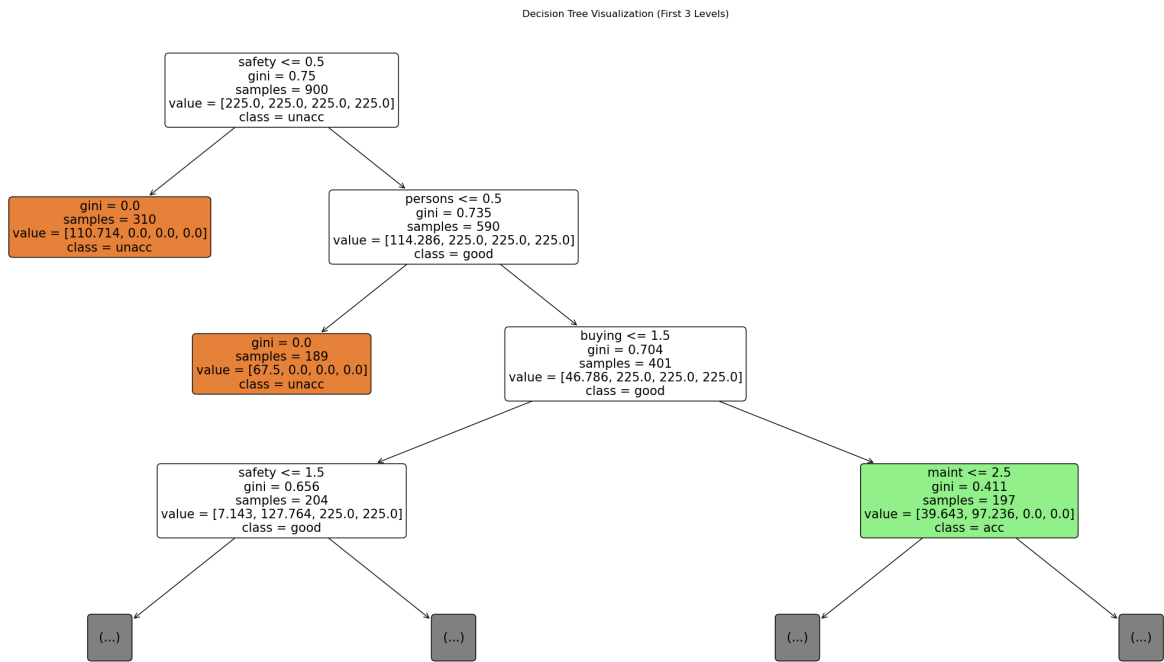 Decision Tree Visualization (First 3 Levels)
safety <= 0.5
gini = 0.75
samples = 900
value = [225.0, 225.0, 225.0, 225.0]
class = unacc
gini = 0.0
samples = 310
value = [110.714, 0.0, 0.0, 0.0]
class = unacc
persons <= 0.5
gini = 0.735
samples = 590
value = [114.286, 225.0, 225.0, 225.0]
class = good
gini = 0.0
samples = 189
value = [67.5, 0.0, 0.0, 0.0]
class = unacc
buying <= 1.5
gini = 0.704
samples = 401
value = [46.786, 225.0, 225.0, 225.0]
class = good
safety <= 1.5
gini = 0.656
samples = 204
value = [7.143, 127.764, 225.0, 225.0]
class = good
maint <= 2.5
gini = 0.411
samples = 197
value = [39.643, 97.236, 0.0, 0.0]
class = acc
(...)
(...)
(...)
(...)